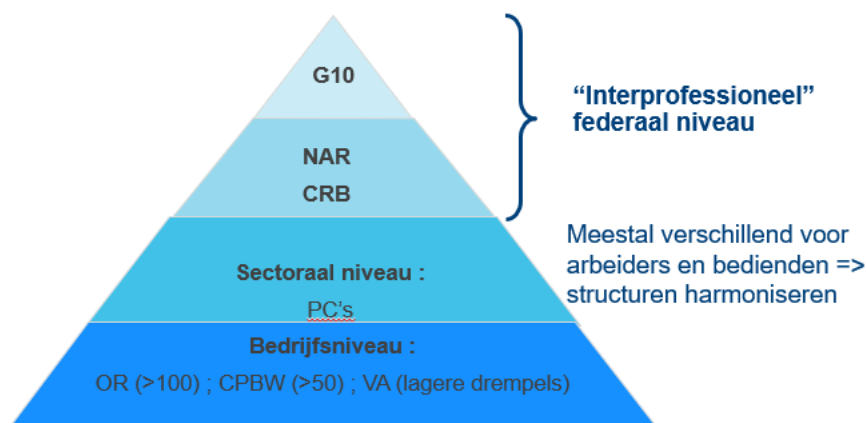 G10
“Interprofessioneel”
federaal niveau
NAR
CRB
Meestal verschillend voor
arbeiders en bedienden =>
structuren harmoniseren
Sectoraal niveau :
PC’s
Bedrijfsniveau :
OR (>100) ; CPBW (>50) ; VA (lagere drempels)